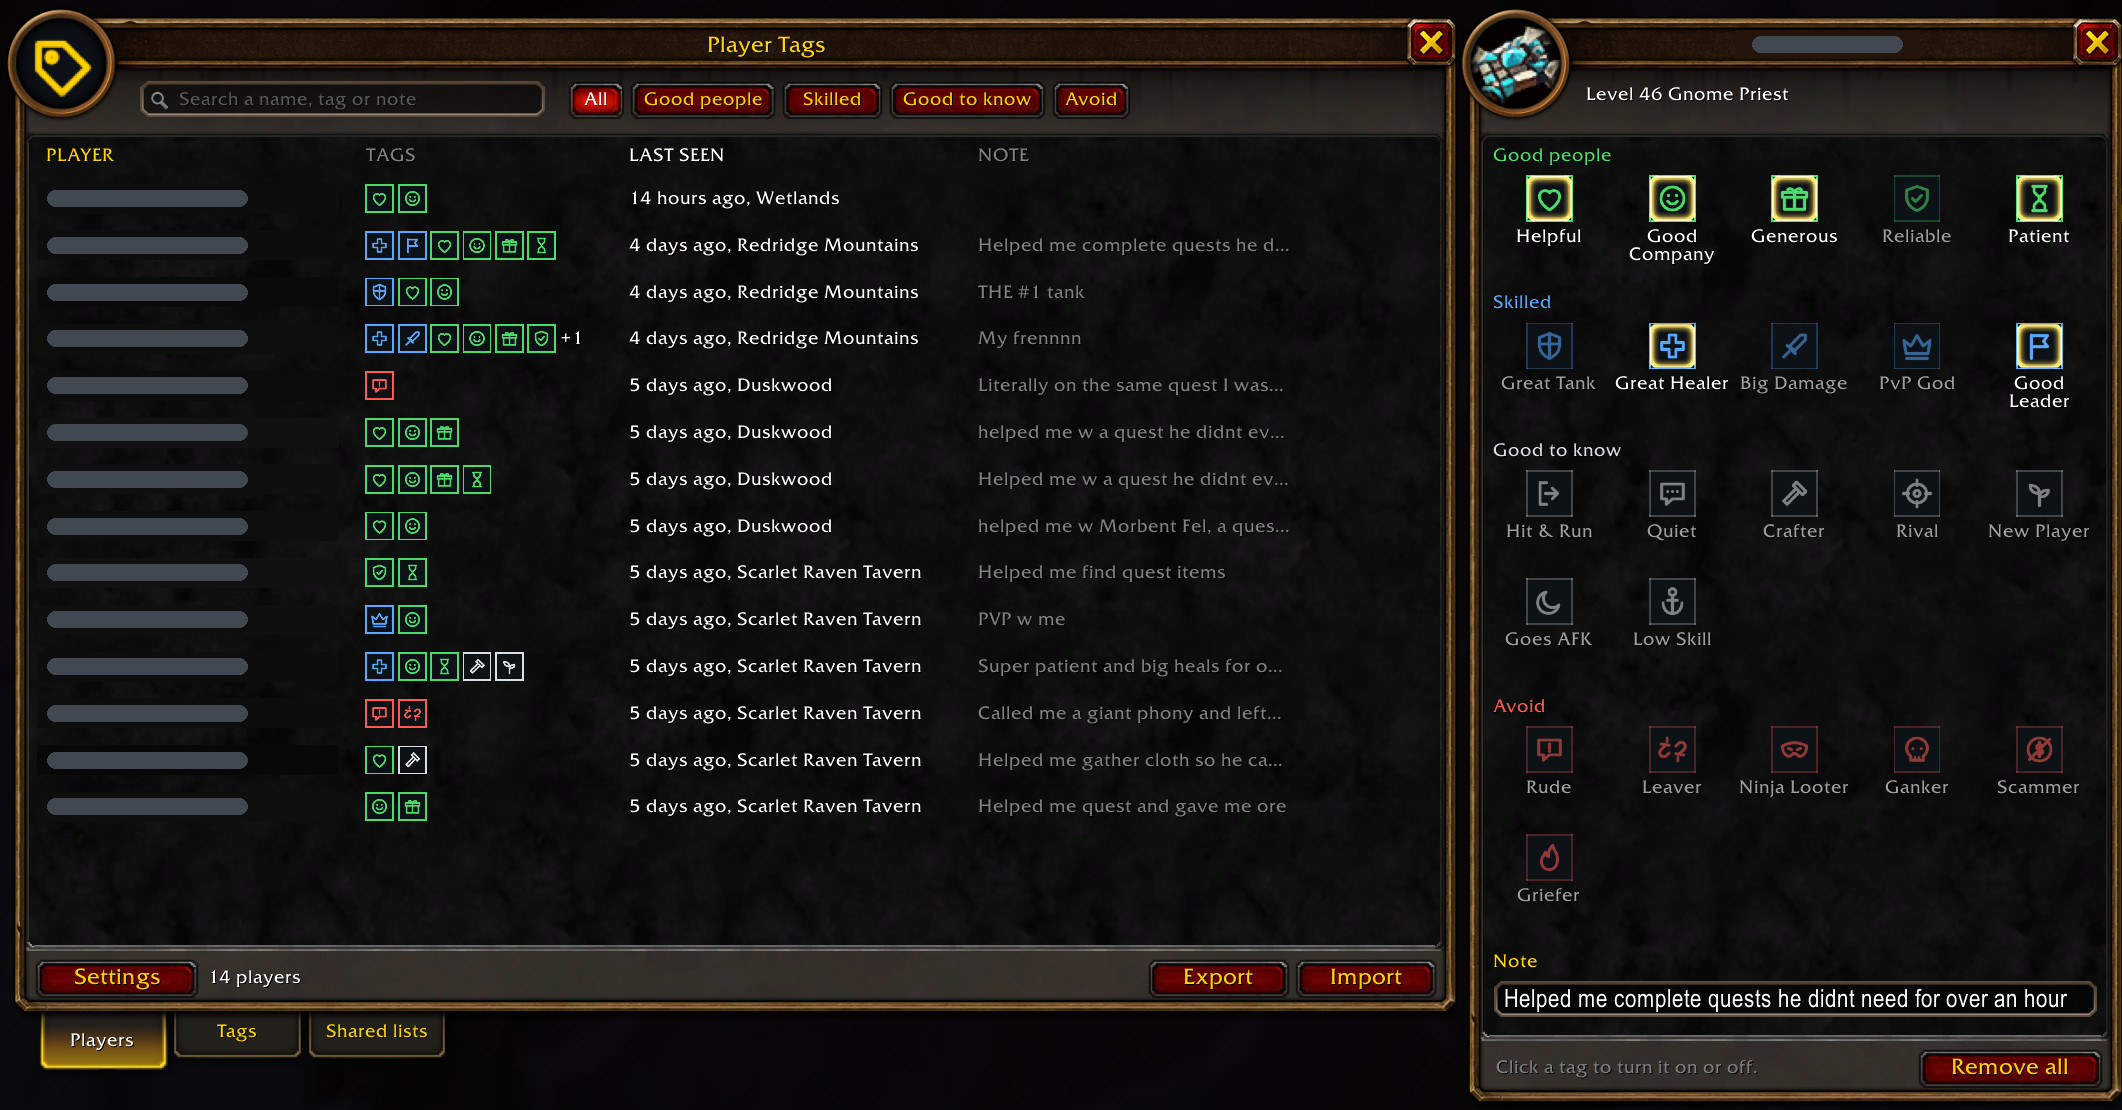 Player Tags
Search a name, tag or note
All
Good people
Skilled
Good to know
Avoid
PLAYER TAGS LAST SEEN NOTE
14 hours ago, Wetlands
4 days ago, Redridge Mountains Helped me complete quests he d...
4 days ago, Redridge Mountains THE #1 tank
+1 4 days ago, Redridge Mountains My frennnn
5 days ago, Duskwood Literally on the same quest I was...
5 days ago, Duskwood helped me w a quest he didnt ev...
5 days ago, Duskwood Helped me w a quest he didnt ev...
5 days ago, Duskwood helped me w Morbent Fel, a ques...
5 days ago, Scarlet Raven Tavern Helped me find quest items
5 days ago, Scarlet Raven Tavern PVP w me
5 days ago, Scarlet Raven Tavern Super patient and big heals for o...
5 days ago, Scarlet Raven Tavern Called me a giant phony and left...
5 days ago, Scarlet Raven Tavern Helped me gather cloth so he ca...
5 days ago, Scarlet Raven Tavern Helped me quest and gave me ore
Settings
14 players
Export
Import
Players
Tags
Shared lists
Level 46 Gnome Priest
Good people
Helpful
Good
Company
Generous
Reliable
Patient
Skilled
Great Tank
Great Healer
Big Damage
PvP God
Good
Leader
Good to know
Hit & Run
Quiet
Crafter
Rival
New Player
Goes AFK
Low Skill
Avoid
Rude
Leaver
Ninja Looter
Ganker
Scammer
Griefer
Note
Helped me complete quests he didnt need for over an hour
Click a tag to turn it on or off.
Remove all